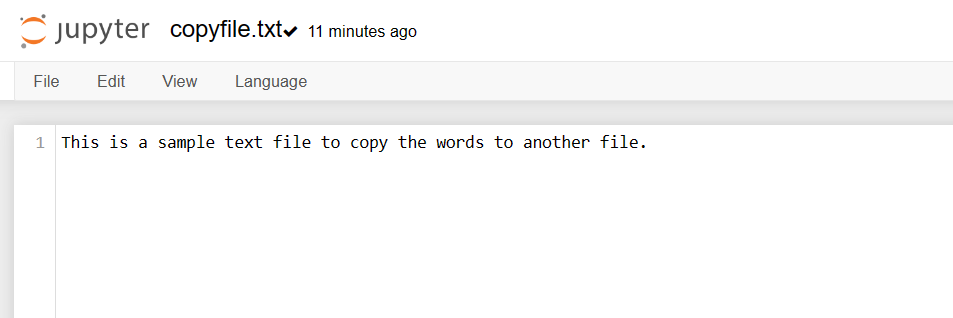 jupyter copyfile.txt✔ 11 minutes ago
File Edit View Language
1 This is a sample text file to copy the words to another file.